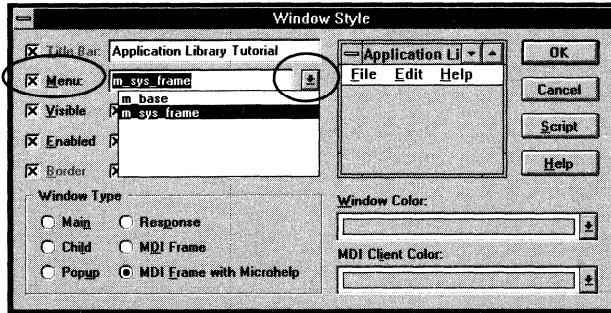 Window Style
Title Bar: Application Library Tutorial
Menu: m_sys_frame
m_base
m_sys_frame
Visible
Enabled
Border
Application Li
File Edit Help
OK
Cancel
Script
Help
Window Type
Main Response
Child MDI Frame
Popup MDI Frame with Microhelp
Window Color:
MDI Client Color: